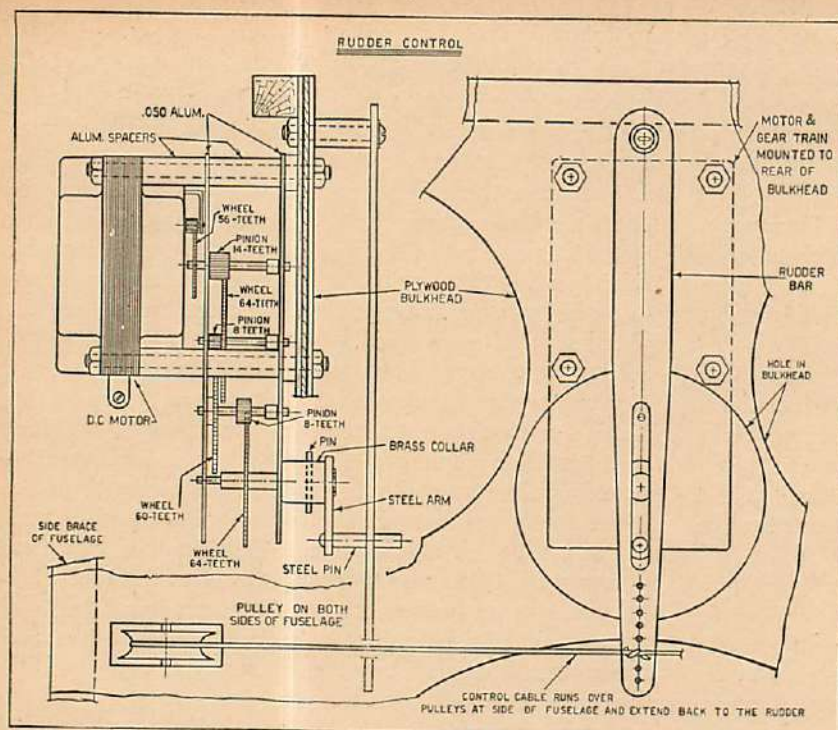 RUDDER CONTROL
.050 ALUM.
ALUM. SPACERS
MOTOR &
GEAR TRAIN
MOUNTED TO
REAR OF
BULKHEAD
WHEEL
56-TEETH
PINION
14-TEETH
WHEEL
64-TEETH
PINION
8 TEETH
PLYWOOD
BULKHEAD
RUDDER
BAR
HOLE IN
BULKHEAD
D.C MOTOR
PINION
8-TEETH
PIN
BRASS COLLAR
STEEL ARM
WHEEL
60-TEETH
WHEEL
64-TEETH
STEEL PIN
SIDE BRACE
OF FUSELAGE
PULLEY ON BOTH
SIDES OF FUSELAGE
CONTROL CABLE RUNS OVER
PULLEYS AT SIDE OF FUSELAGE AND EXTEND BACK TO THE RUDDER